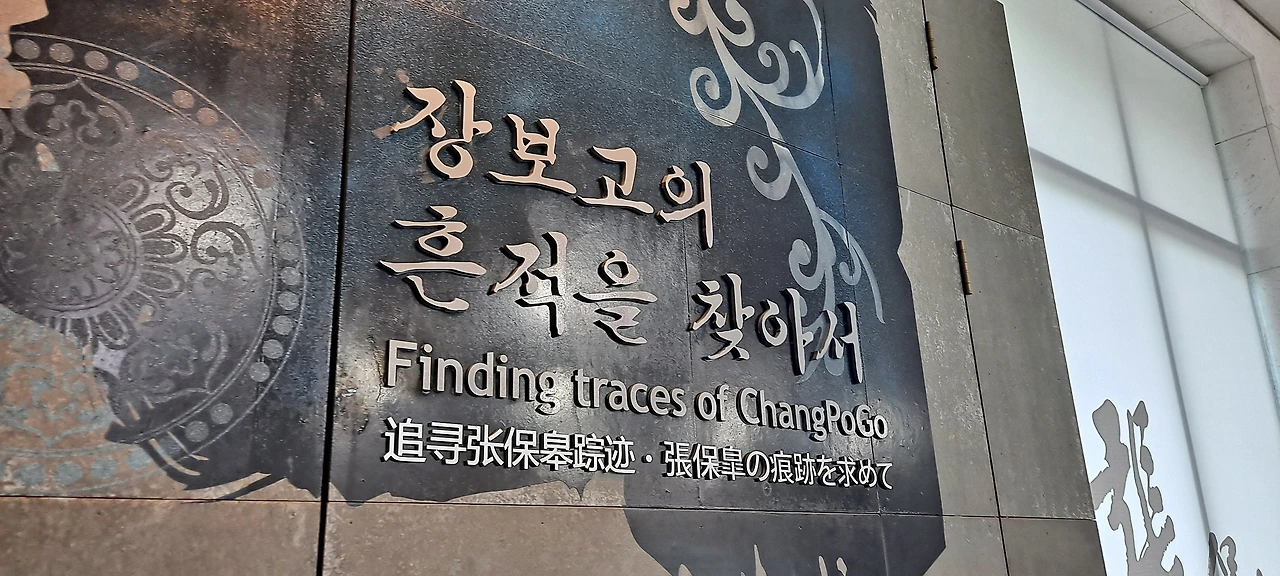 장보고의
흔적을 찾아서
Finding traces of ChangPoGo
追寻张保皋踪迹 · 張保皐の痕跡を求めて
張